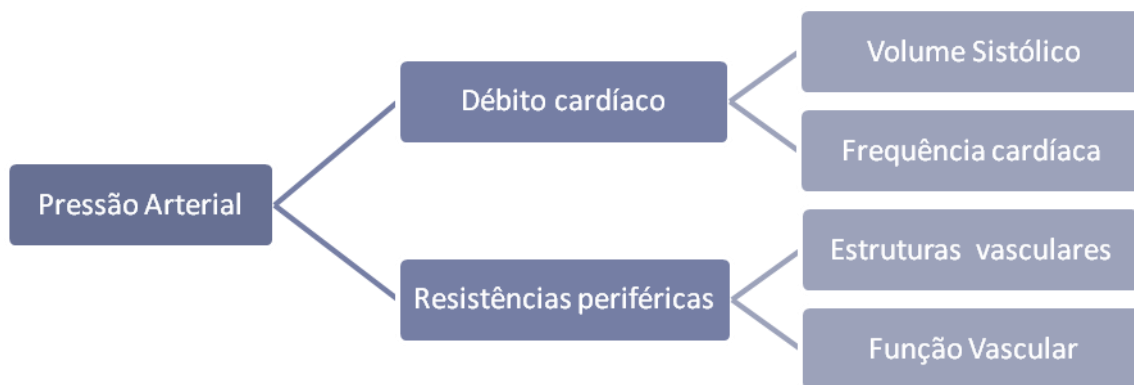 Volume Sistólico
Débito cardíaco
Frequência cardíaca
Pressão Arterial
Estruturas vasculares
Resistências periféricas
Função Vascular